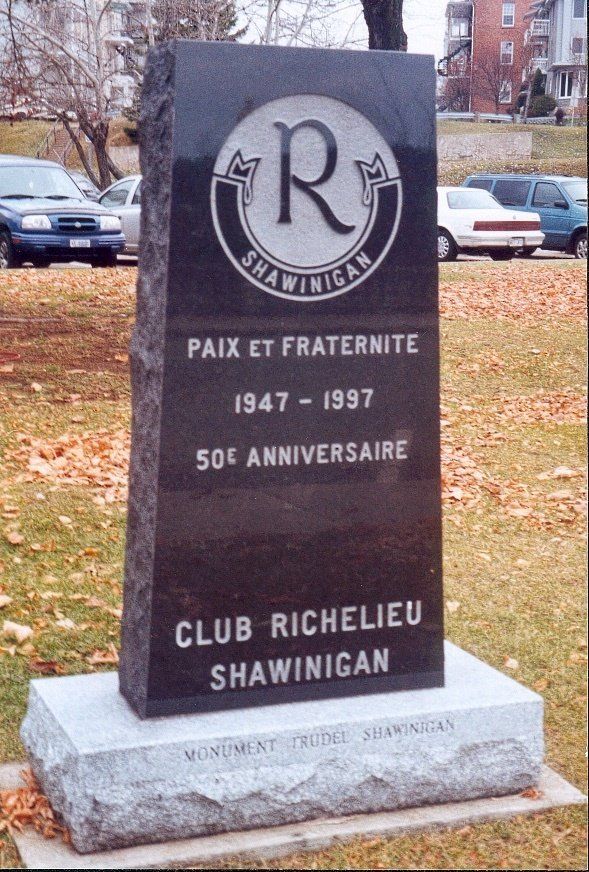 R
SHAWINIGAN
PAIX ET FRATERNITE
1947 - 1997
50E ANNIVERSAIRE
CLUB RICHELIEU
SHAWINIGAN
MONUMENT TRUDEL SHAWINIGAN